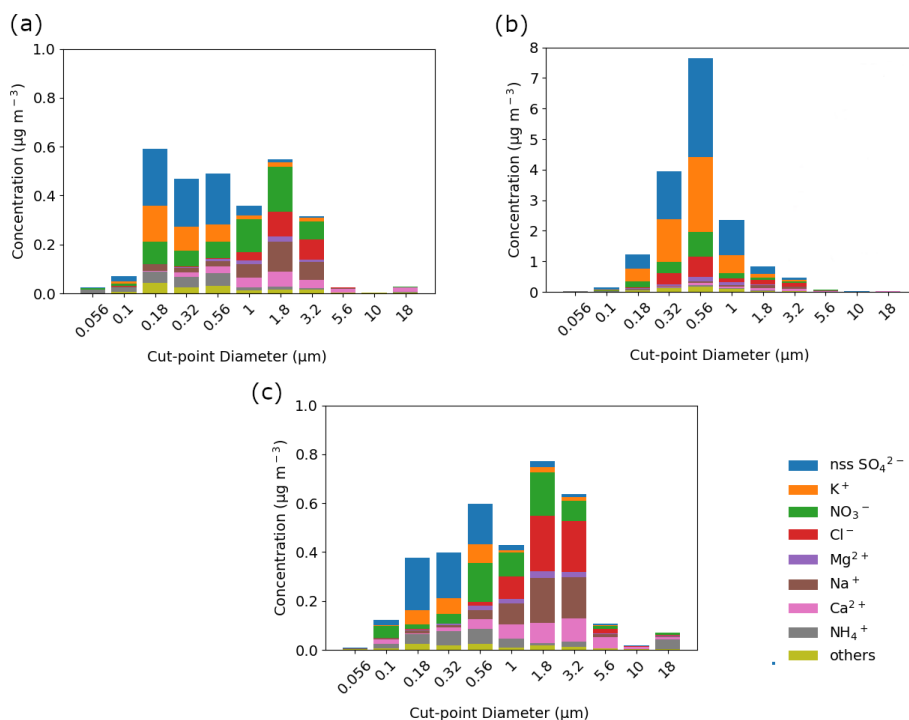 (a)
1.0
0.8
0.6
0.4
0.2
0.0
Concentration (μg m⁻³)
0.056 0.1 0.18 0.32 0.56 1 1.8 3.2 5.6 10 18
Cut-point Diameter (μm)
(b)
8
7
6
5
4
3
2
1
0
Concentration (μg m⁻³)
0.056 0.1 0.18 0.32 0.56 1 1.8 3.2 5.6 10 18
Cut-point Diameter (μm)
(c)
1.0
0.8
0.6
0.4
0.2
0.0
Concentration (μg m⁻³)
0.056 0.1 0.18 0.32 0.56 1 1.8 3.2 5.6 10 18
Cut-point Diameter (μm)
nss SO₄²⁻
K⁺
NO₃⁻
Cl⁻
Mg²⁺
Na⁺
Ca²⁺
NH₄⁺
others